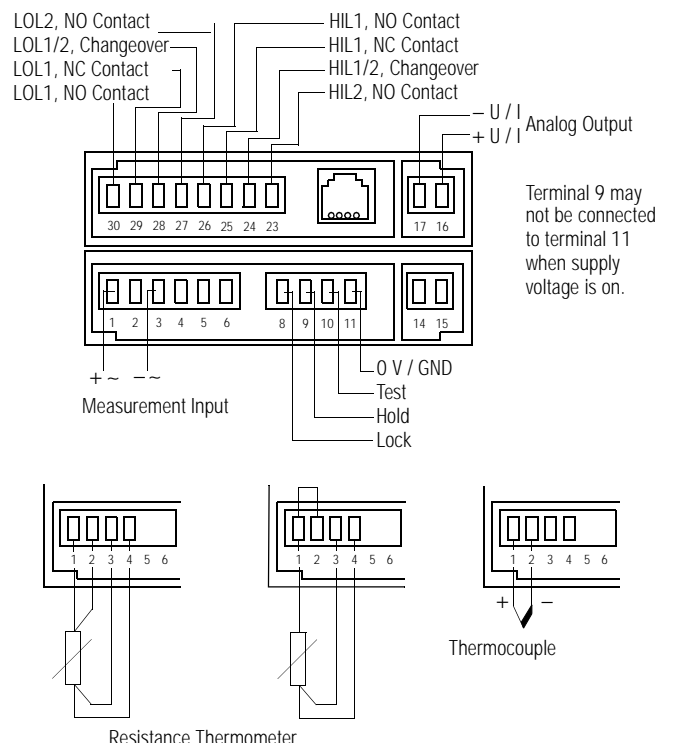 LOL2, NO Contact
LOL1/2, Changeover
LOL1, NC Contact
LOL1, NO Contact
HIL1, NO Contact
HIL1, NC Contact
HIL1/2, Changeover
HIL2, NO Contact
– U / I
+ U / I
Analog Output
30 29 28 27 26 25 24 23
17 16
Terminal 9 may
not be connected
to terminal 11
when supply
voltage is on.
1 2 3 4 5 6
8 9 10 11
14 15
+ ~ – ~
Measurement Input
0 V / GND
Test
Hold
Lock
1 2 3 4 5 6
1 2 3 4 5 6
1 2 3 4 5 6
+ –
Thermocouple
Resistance Thermometer